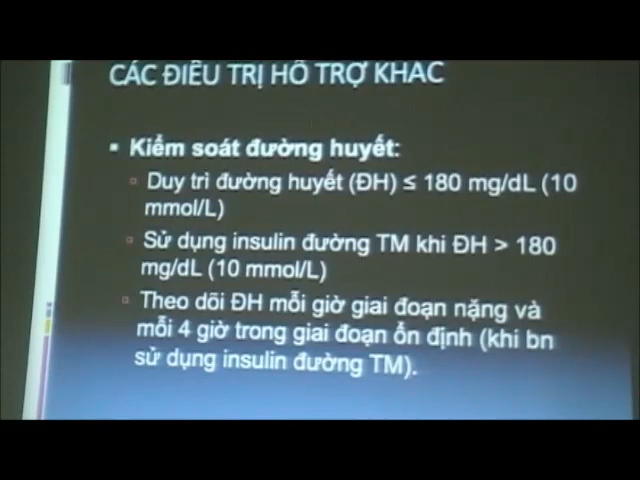 CÁC ĐIỀU TRỊ HỖ TRỢ KHÁC
▪ Kiểm soát đường huyết:
▫ Duy trì đường huyết (ĐH) ≤ 180 mg/dL (10
mmol/L)
▫ Sử dụng insulin đường TM khi ĐH > 180
mg/dL (10 mmol/L)
▫ Theo dõi ĐH mỗi giờ giai đoạn nặng và
mỗi 4 giờ trong giai đoạn ổn định (khi bn
sử dụng insulin đường TM).